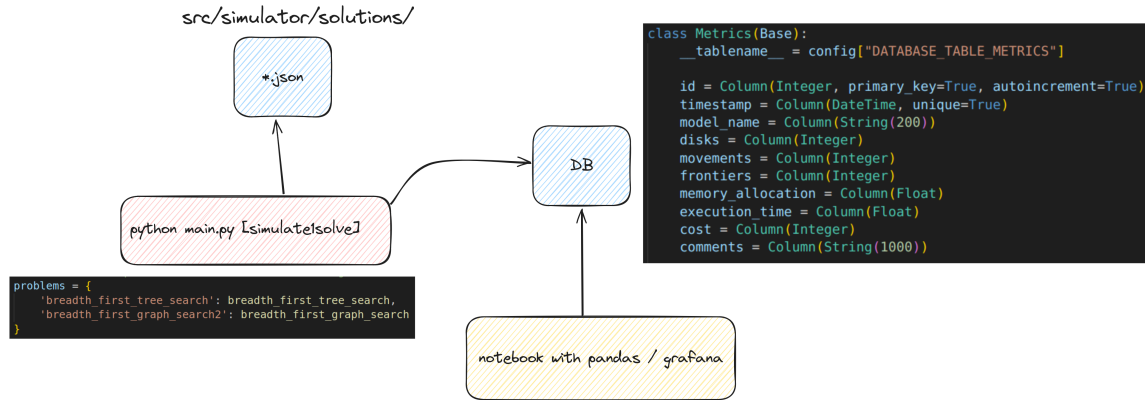 src/simulator/solutions/
*.json
python main.py [simulate|solve]
problems = {
    'breadth_first_tree_search': breadth_first_tree_search,
    'breadth_first_graph_search2': breadth_first_graph_search
}
DB
notebook with pandas / grafana
class Metrics(Base):
    __tablename__ = config["DATABASE_TABLE_METRICS"]
    id = Column(Integer, primary_key=True, autoincrement=True)
    timestamp = Column(DateTime, unique=True)
    model_name = Column(String(200))
    disks = Column(Integer)
    movements = Column(Integer)
    frontiers = Column(Integer)
    memory_allocation = Column(Float)
    execution_time = Column(Float)
    cost = Column(Integer)
    comments = Column(String(1000))